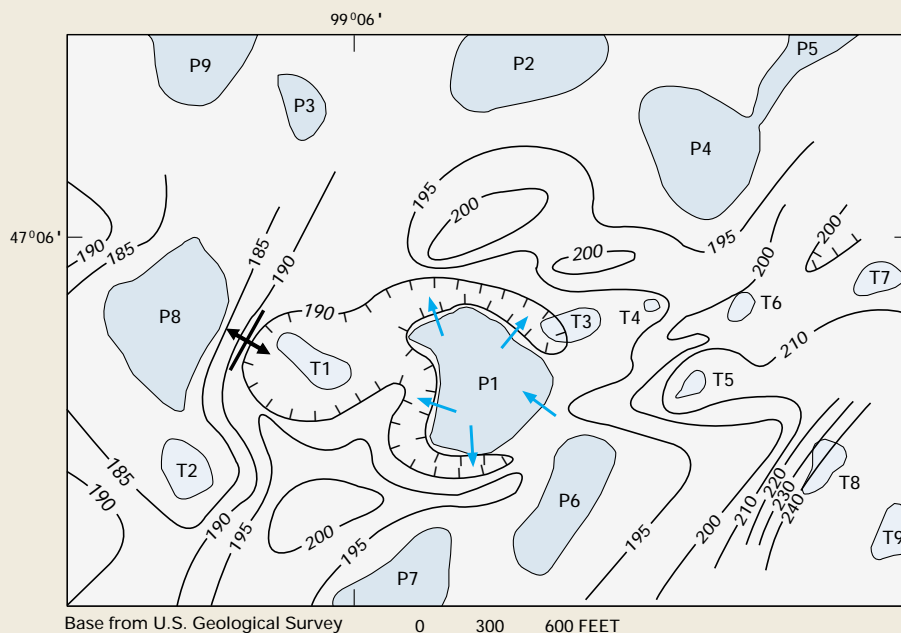 99°06'
P9
P2
P5
P3
P4
195
200
47°06'
190
185
185
190
200
195
200
200
T7
T6
P8
190
T3
T4
210
T1
P1
T5
T2
185
190
190
195
200
195
P6
195
200
210
220
230
240
T8
T9
P7
Base from U.S. Geological Survey 0 300 600 FEET